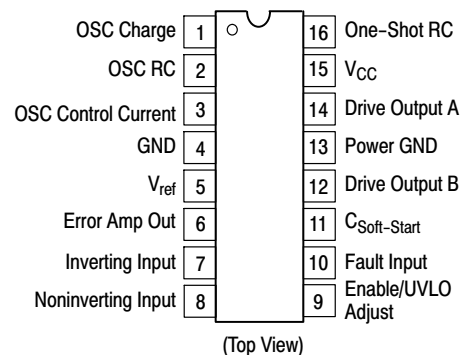 OSC Charge 1 16 One-Shot RC
OSC RC 2 15 VCC
OSC Control Current 3 14 Drive Output A
GND 4 13 Power GND
Vref 5 12 Drive Output B
Error Amp Out 6 11 CSoft-Start
Inverting Input 7 10 Fault Input
Noninverting Input 8 9 Enable/UVLO
Adjust
(Top View)